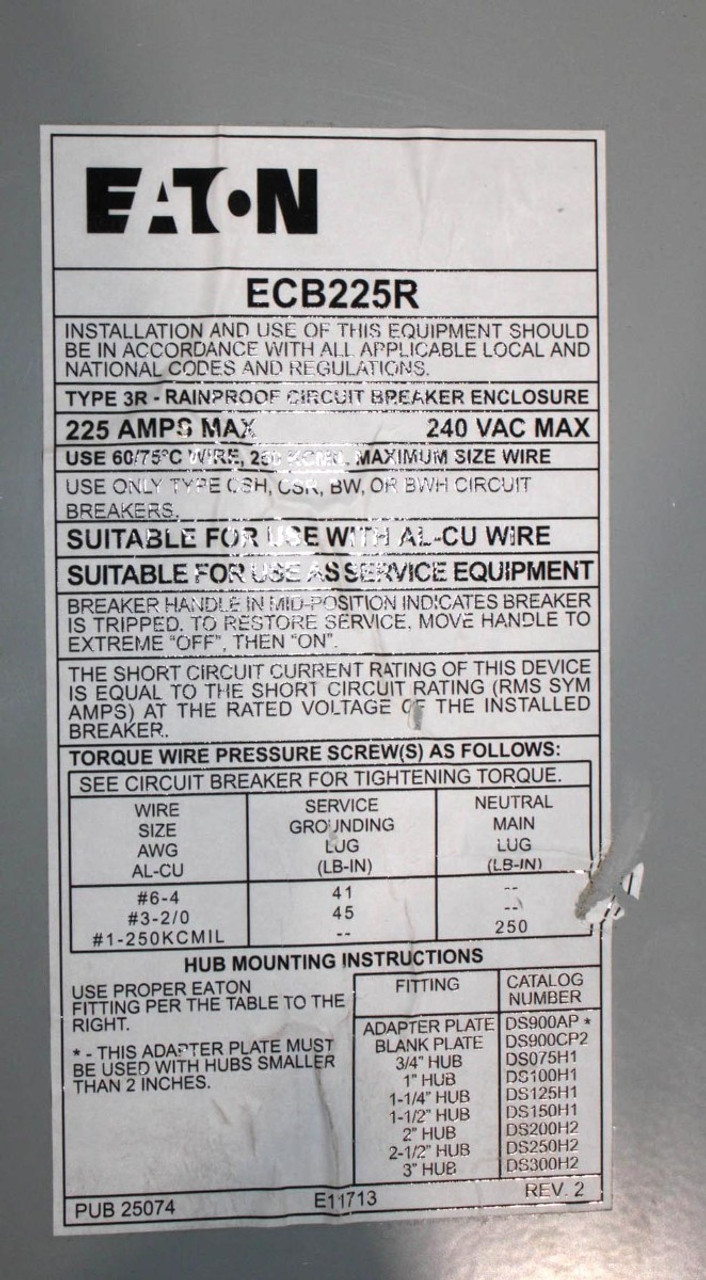 EATON
ECB225R
INSTALLATION AND USE OF THIS EQUIPMENT SHOULD
BE IN ACCORDANCE WITH ALL APPLICABLE LOCAL AND
NATIONAL CODES AND REGULATIONS.
TYPE 3R - RAINPROOF CIRCUIT BREAKER ENCLOSURE
225 AMPS MAX 240 VAC MAX
USE 60/75°C WIRE, 250 KCMIL MAXIMUM SIZE WIRE
USE ONLY TYPE CSH, CSR, BW, OR BWH CIRCUIT
BREAKERS.
SUITABLE FOR USE WITH AL-CU WIRE
SUITABLE FOR USE AS SERVICE EQUIPMENT
BREAKER HANDLE IN MID-POSITION INDICATES BREAKER
IS TRIPPED. TO RESTORE SERVICE, MOVE HANDLE TO
EXTREME "OFF", THEN "ON".
THE SHORT CIRCUIT CURRENT RATING OF THIS DEVICE
IS EQUAL TO THE SHORT CIRCUIT RATING (RMS SYM
AMPS) AT THE RATED VOLTAGE OF THE INSTALLED
BREAKER.
TORQUE WIRE PRESSURE SCREW(S) AS FOLLOWS:
SEE CIRCUIT BREAKER FOR TIGHTENING TORQUE.
WIRE SERVICE NEUTRAL
SIZE GROUNDING MAIN
AWG LUG LUG
AL-CU (LB-IN) (LB-IN)
#6-4 41 --
#3-2/0 45 --
#1-250KCMIL -- 250
HUB MOUNTING INSTRUCTIONS
USE PROPER EATON
FITTING PER THE TABLE TO THE
RIGHT.
* - THIS ADAPTER PLATE MUST
BE USED WITH HUBS SMALLER
THAN 2 INCHES.
FITTING CATALOG
NUMBER
ADAPTER PLATE DS900AP *
BLANK PLATE DS900CP2
3/4" HUB DS075H1
1" HUB DS100H1
1-1/4" HUB DS125H1
1-1/2" HUB DS150H1
2" HUB DS200H2
2-1/2" HUB DS250H2
3" HUB DS300H2
PUB 25074 E11713 REV. 2